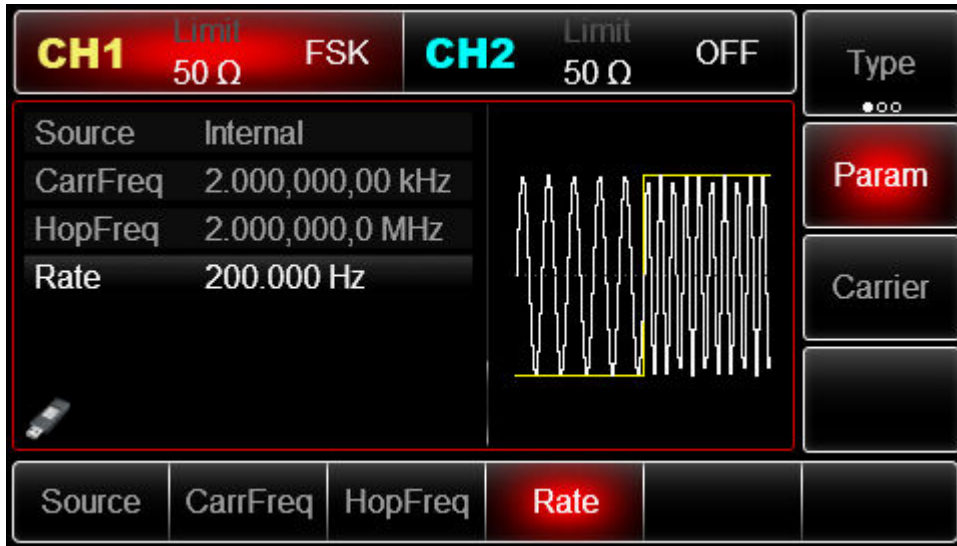 CH1 Limit 50 Ω FSK CH2 Limit 50 Ω OFF
Type
Source Internal
CarrFreq 2.000,000,00 kHz
HopFreq 2.000,000,0 MHz
Rate 200.000 Hz
Param
Carrier
Source CarrFreq HopFreq Rate